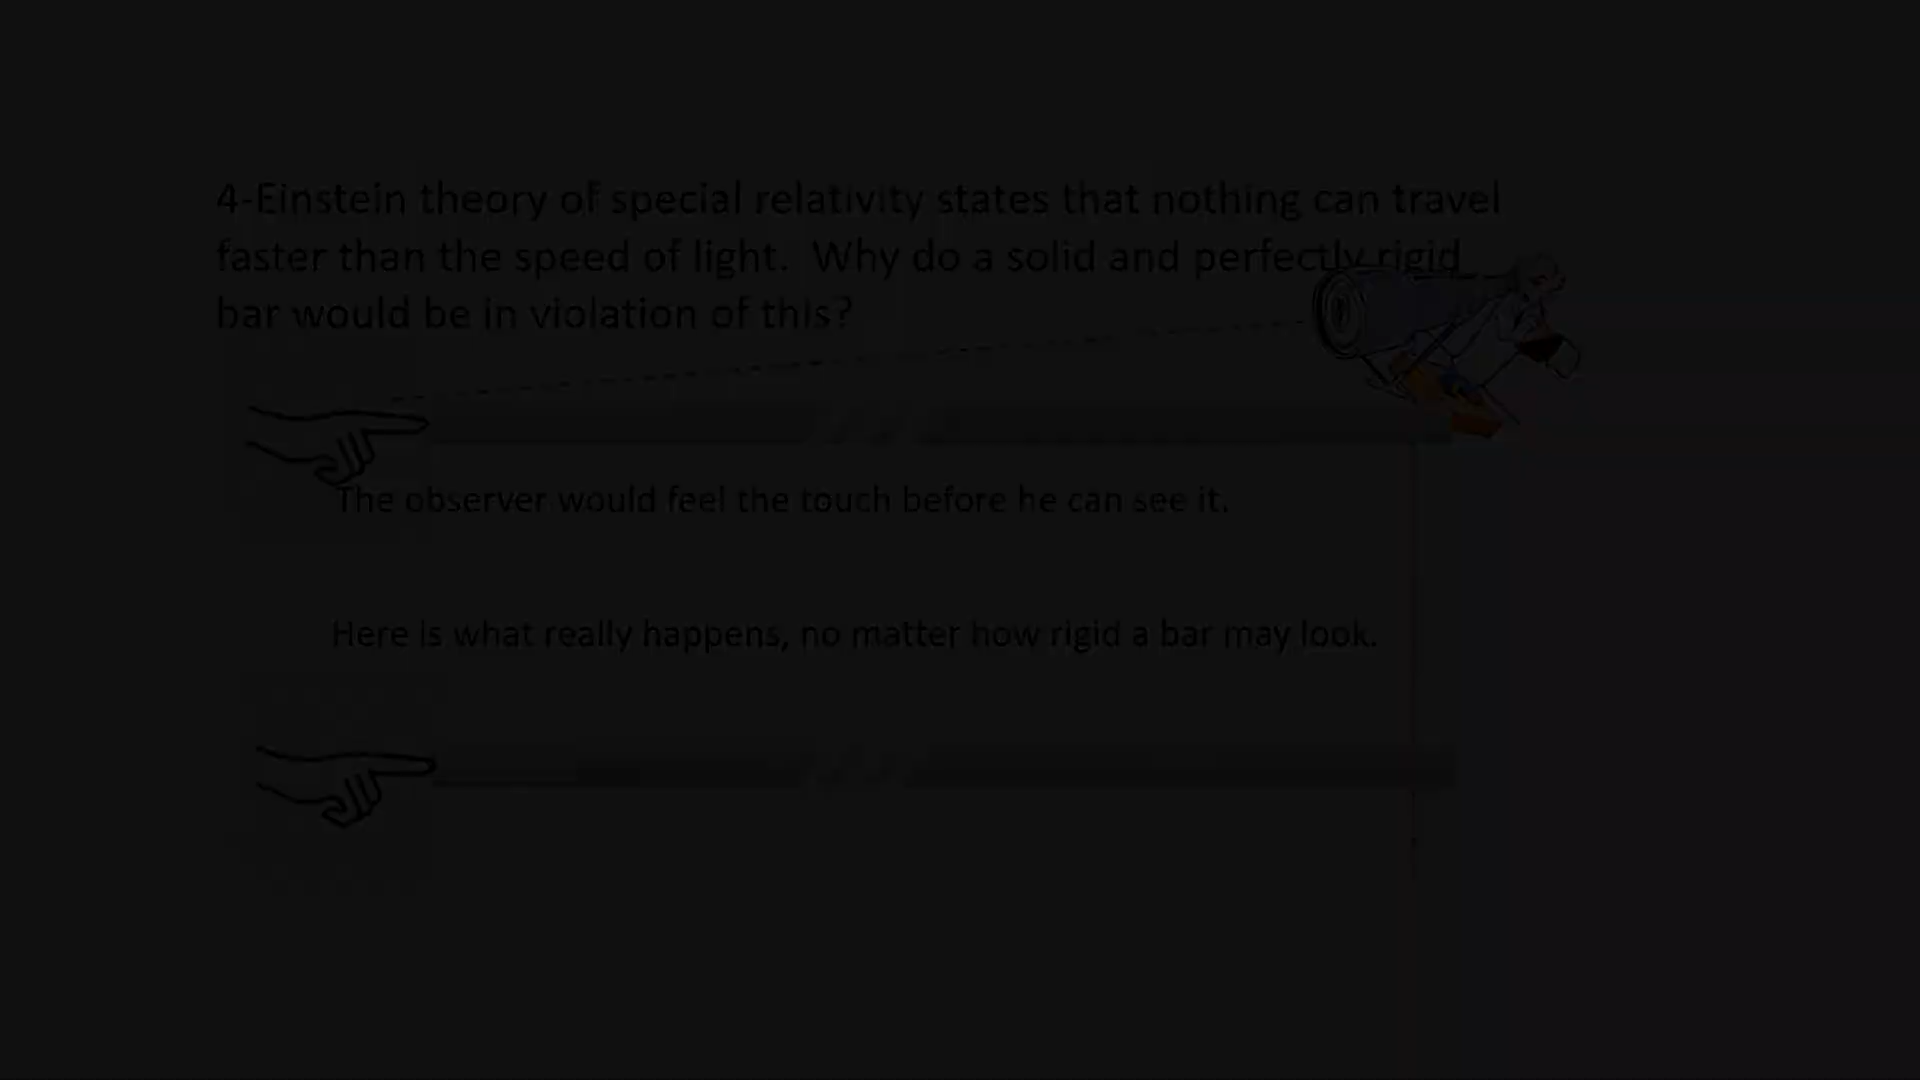 4-Einstein theory of special relativity states that nothing can travel
faster than the speed of light.  Why do a solid and perfectly rigid
bar would be in violation of this?
The observer would feel the touch before he can see it.
Here is what really happens, no matter how rigid a bar may look.